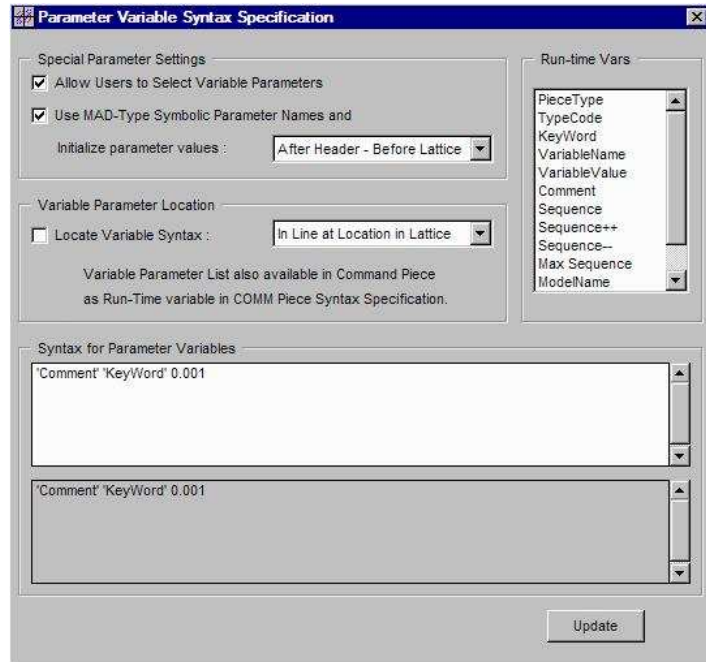 Parameter Variable Syntax Specification
Special Parameter Settings
Allow Users to Select Variable Parameters
Use MAD-Type Symbolic Parameter Names and
Initialize parameter values :
After Header - Before Lattice
Run-time Vars
PieceType
TypeCode
KeyWord
VariableName
VariableValue
Comment
Sequence
Sequence++
Sequence--
Max Sequence
ModelName
Variable Parameter Location
Locate Variable Syntax :
In Line at Location in Lattice
Variable Parameter List also available in Command Piece
as Run-Time variable in COMM Piece Syntax Specification.
Syntax for Parameter Variables
'Comment' 'KeyWord' 0.001
'Comment' 'KeyWord' 0.001
Update